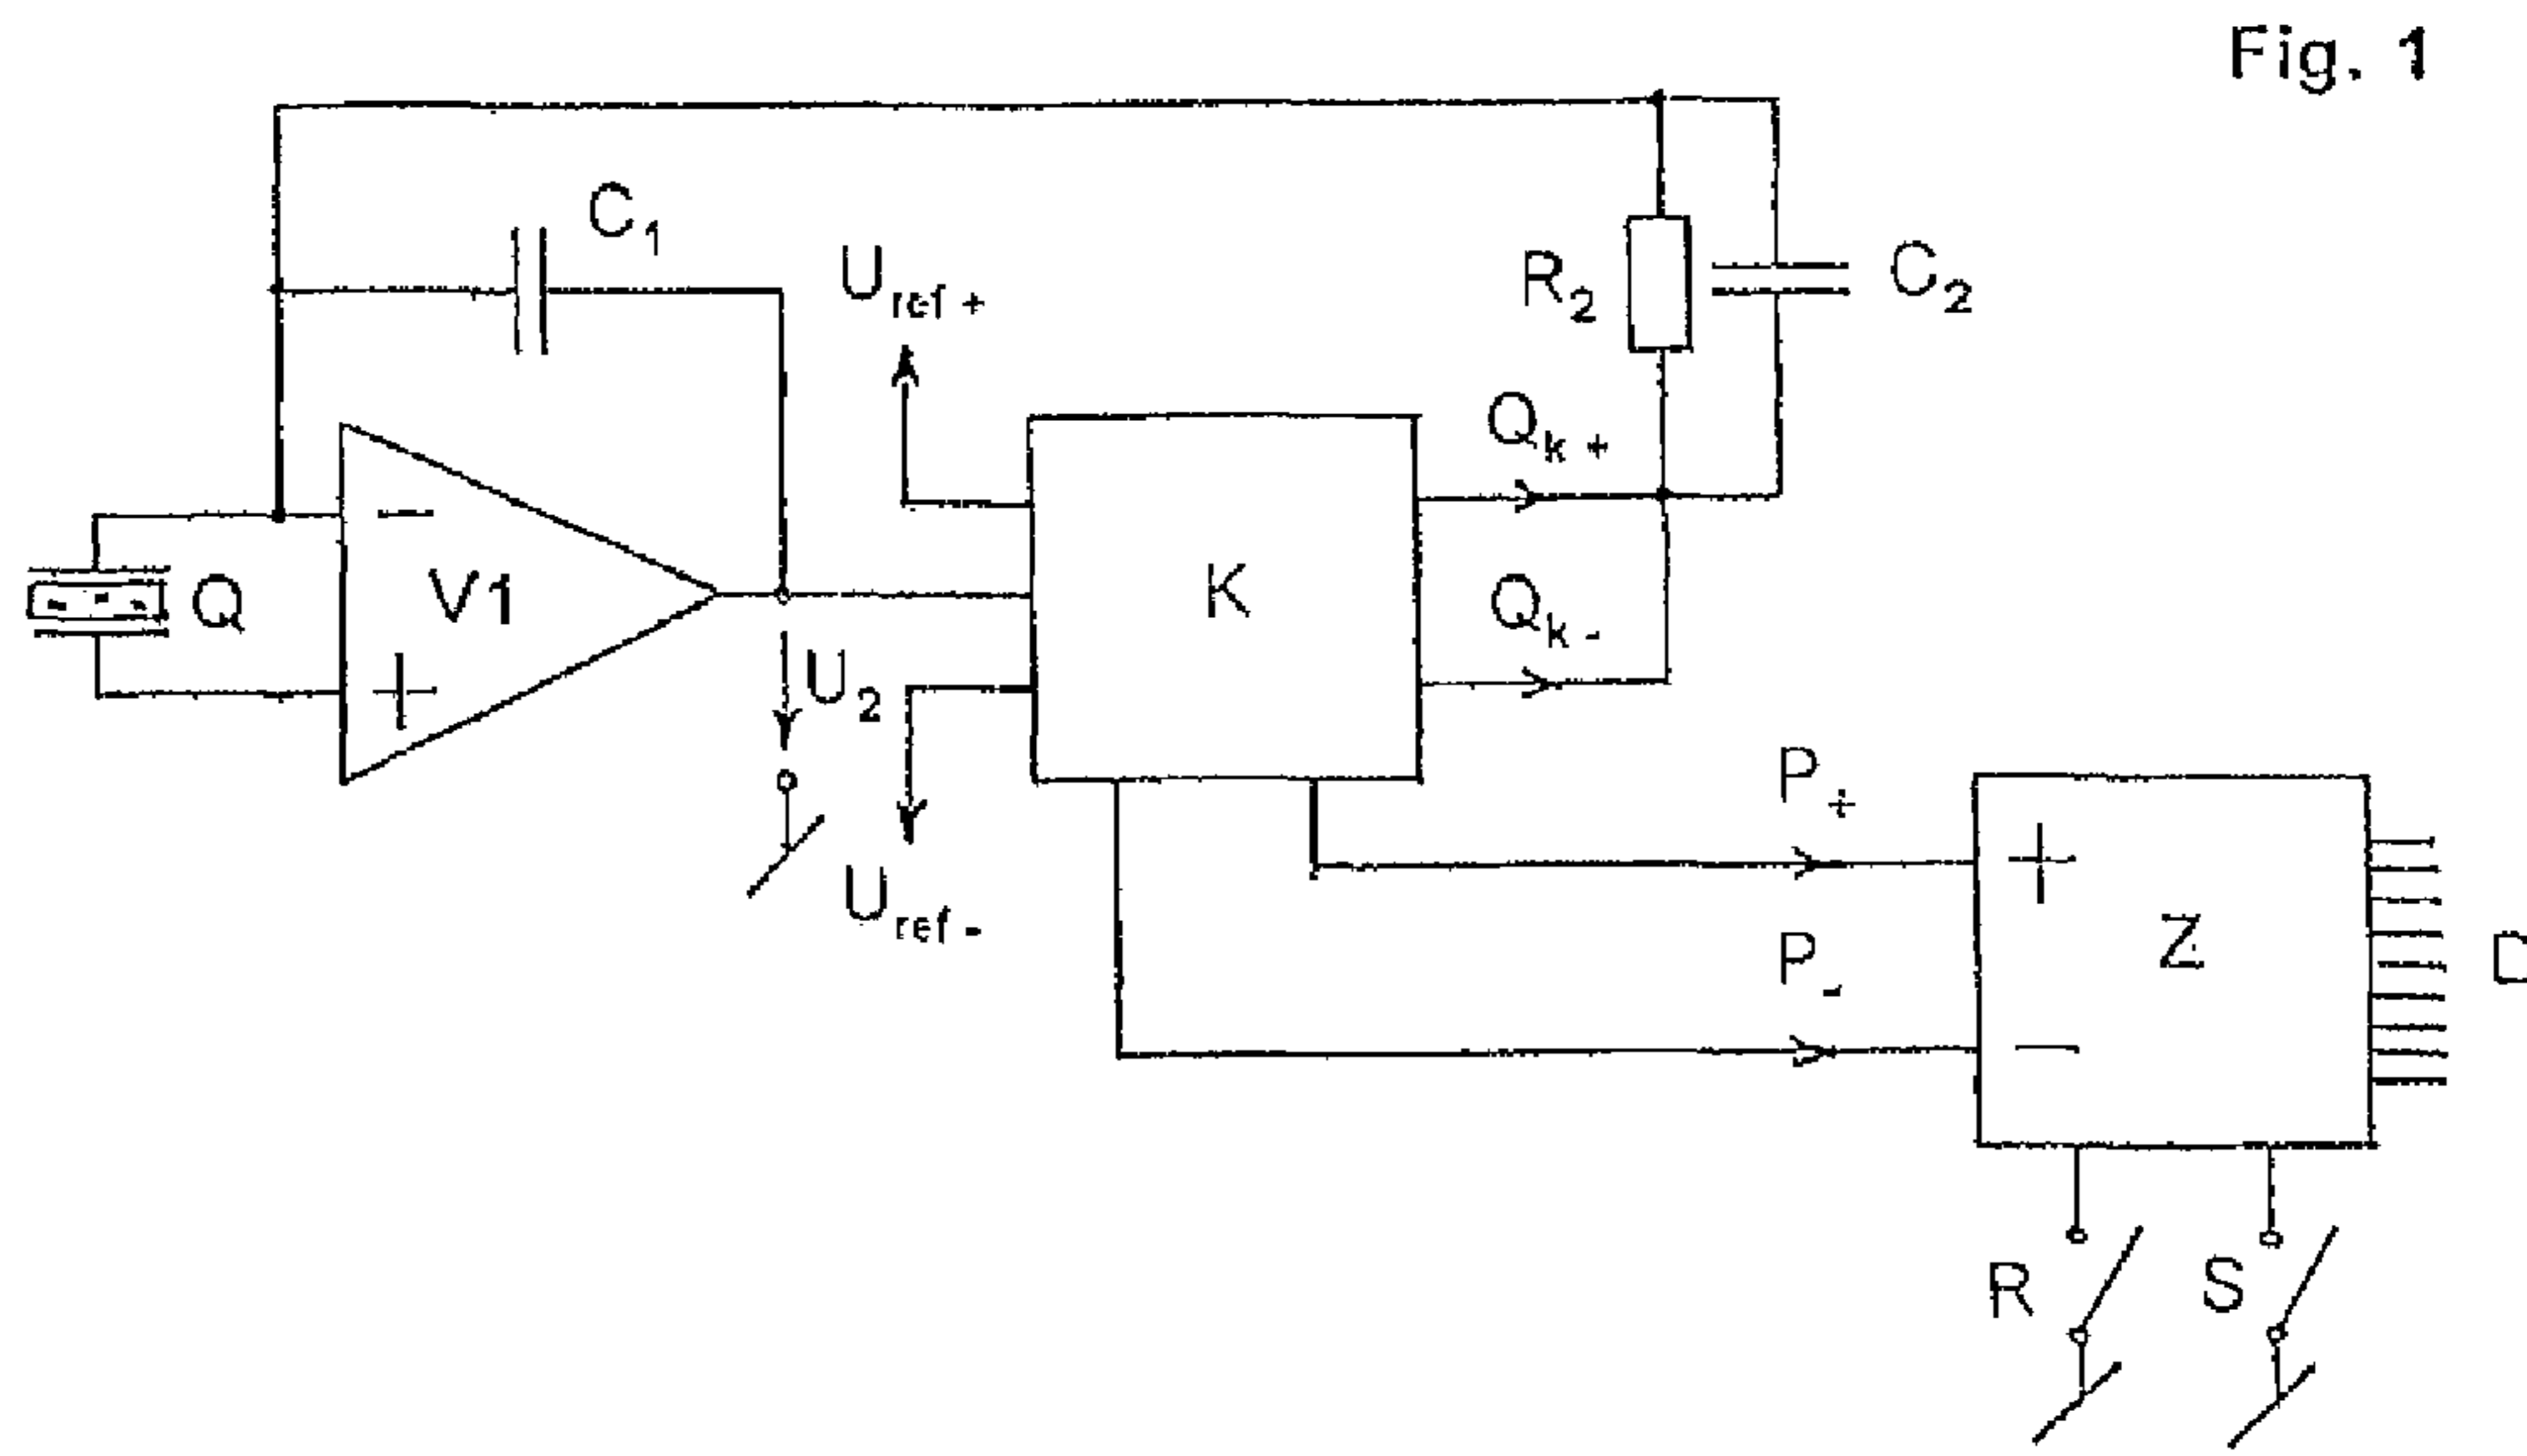 Fig. 1
C1
Uref +
R2
C2
Qk +
Q
V1
-
+
K
Qk -
U2
Uref -
P+
P-
+
Z
-
R
S